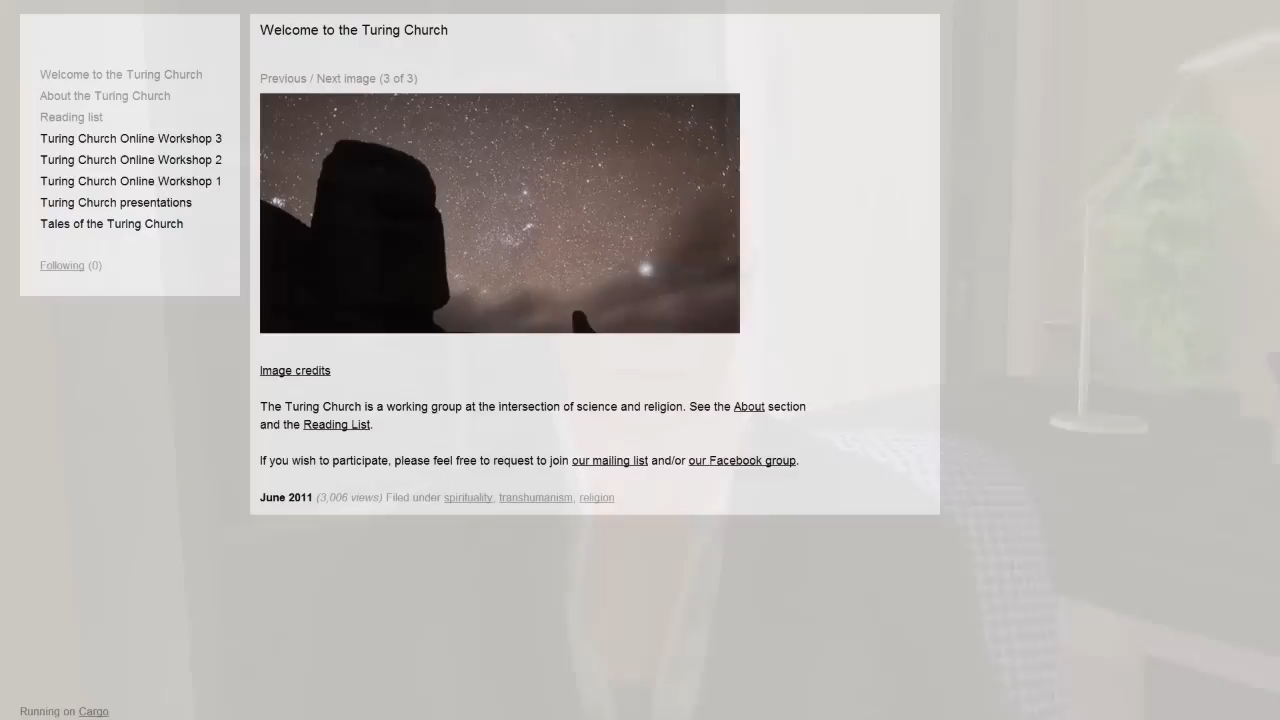 Welcome to the Turing Church
About the Turing Church
Reading list
Turing Church Online Workshop 3
Turing Church Online Workshop 2
Turing Church Online Workshop 1
Turing Church presentations
Tales of the Turing Church
Following (0)
Welcome to the Turing Church
Previous / Next image (3 of 3)
Image credits
The Turing Church is a working group at the intersection of science and religion. See the About section
and the Reading List.
If you wish to participate, please feel free to request to join our mailing list and/or our Facebook group.
June 2011 (3,006 views) Filed under spirituality, transhumanism, religion
Running on Cargo